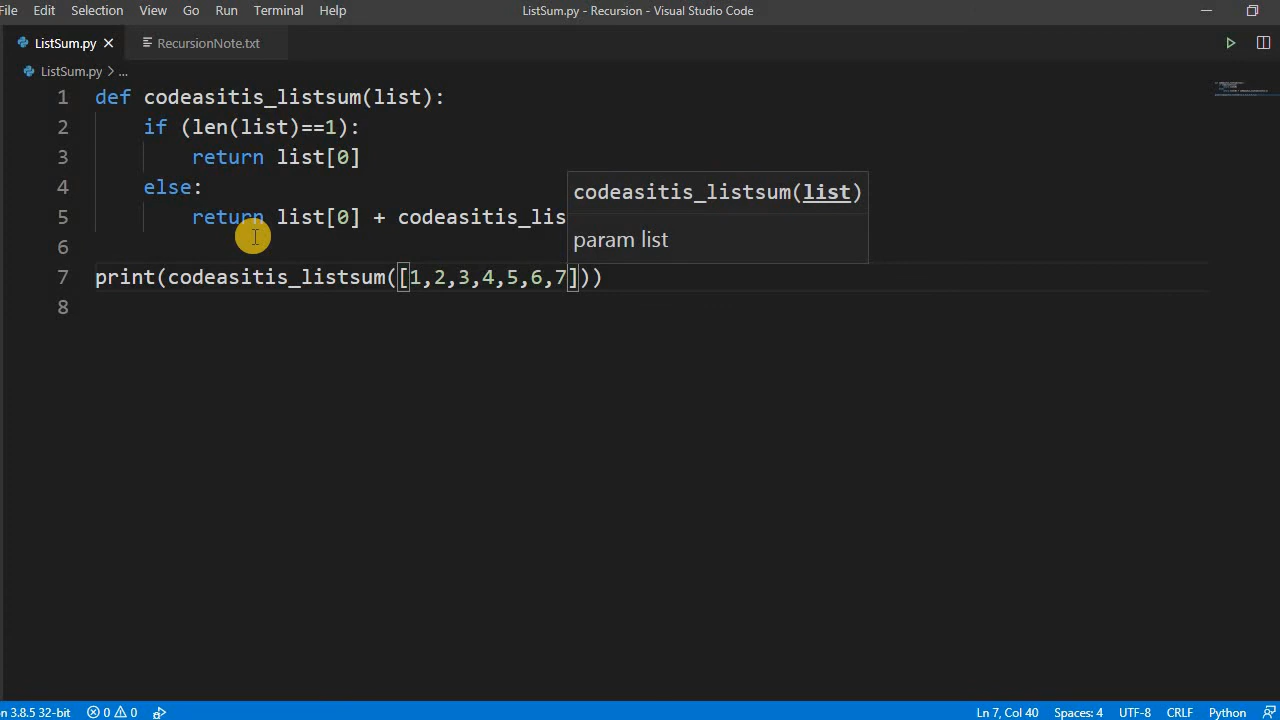 File Edit Selection View Go Run Terminal Help ListSum.py - Recursion - Visual Studio Code
ListSum.py RecursionNote.txt
ListSum.py > ...
1 def codeasitis_listsum(list):
2 if (len(list)==1):
3 return list[0]
4 else:
codeasitis_listsum(list)
5 return list[0] + codeasitis_lis
param list
6
7 print(codeasitis_listsum([1,2,3,4,5,6,7]))
8
n 3.8.5 32-bit 0 0 Ln 7, Col 40 Spaces: 4 UTF-8 CRLF Python